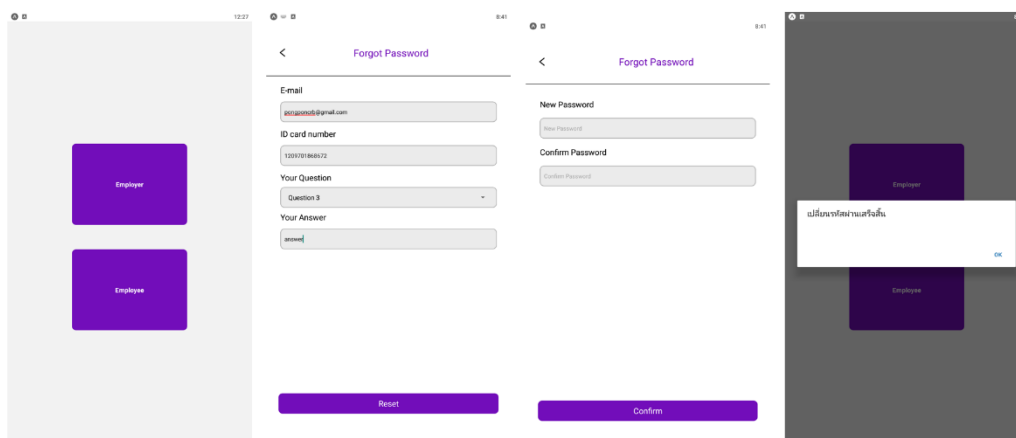 12:27
Employer
Employee
8:41
Forgot Password
E-mail
pongponott@gmail.com
ID card number
1209701868672
Your Question
Question 3
Your Answer
answer
Reset
8:41
Forgot Password
New Password
New Password
Confirm Password
Confirm Password
Confirm
Employer
เปลี่ยนรหัสผ่านเสร็จสิ้น
OK
Employee